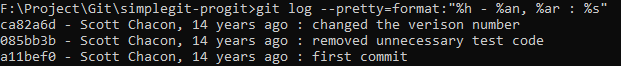 F:\Project\Git\simplegit-progit>git log --pretty=format:"%h - %an, %ar : %s"
ca82a6d - Scott Chacon, 14 years ago : changed the verison number
085bb3b - Scott Chacon, 14 years ago : removed unnecessary test code
a11bef0 - Scott Chacon, 14 years ago : first commit